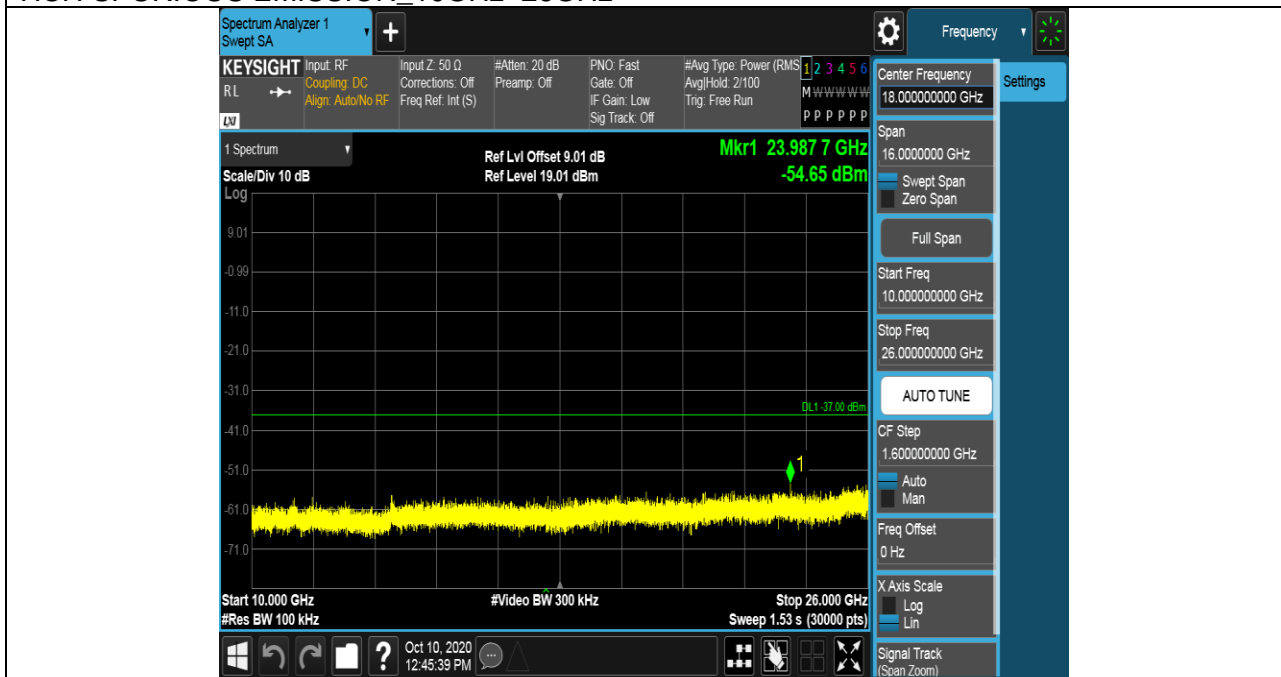 Spectrum Analyzer 1
Swept SA
Frequency
KEYSIGHT
Input: RF
Input Z: 50 Ω
#Atten: 20 dB
PNO: Fast
#Avg Type: Power (RMS
1 2 3 4 5 6
RL
Coupling: DC
Corrections: Off
Preamp: Off
Gate: Off
Avg|Hold: 2/100
M W W W W W
Align: Auto/No RF
Freq Ref: Int (S)
IF Gain: Low
Trig: Free Run
LXI
Sig Track: Off
P P P P P P
Center Frequency
18.000000000 GHz
Settings
1 Spectrum
Ref Lvl Offset 9.01 dB
Mkr1 23.987 7 GHz
Scale/Div 10 dB
Ref Level 19.01 dBm
-54.65 dBm
Log
9.01
-0.99
-11.0
-21.0
-31.0
DL1 -37.00 dBm
-41.0
-51.0
1
-61.0
-71.0
Start 10.000 GHz
#Video BW 300 kHz
Stop 26.000 GHz
#Res BW 100 kHz
Sweep 1.53 s (30000 pts)
Span
16.0000000 GHz
Swept Span
Zero Span
Full Span
Start Freq
10.000000000 GHz
Stop Freq
26.000000000 GHz
AUTO TUNE
CF Step
1.600000000 GHz
Auto
Man
Freq Offset
0 Hz
X Axis Scale
Log
Lin
Signal Track
(Span Zoom)
Oct 10, 2020
12:45:39 PM